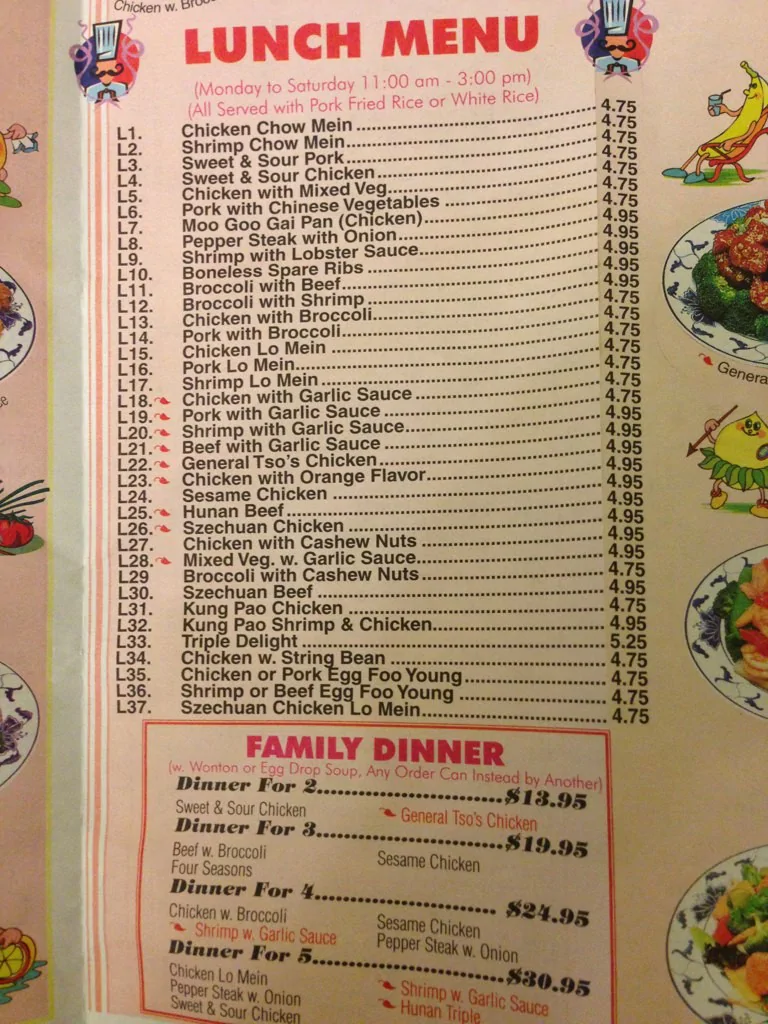 Chicken w. Broc
LUNCH MENU
(Monday to Saturday 11:00 am - 3:00 pm)
(All Served with Pork Fried Rice or White Rice)
L1. Chicken Chow Mein 4.75
L2. Shrimp Chow Mein 4.75
L3. Sweet & Sour Pork 4.75
L4. Sweet & Sour Chicken 4.75
L5. Chicken with Mixed Veg. 4.75
L6. Pork with Chinese Vegetables 4.75
L7. Moo Goo Gai Pan (Chicken) 4.75
L8. Pepper Steak with Onion 4.95
L9. Shrimp with Lobster Sauce 4.95
L10. Boneless Spare Ribs 4.95
L11. Broccoli with Beef 4.95
L12. Broccoli with Shrimp 4.95
L13. Chicken with Broccoli 4.75
L14. Pork with Broccoli 4.75
L15. Chicken Lo Mein 4.75
L16. Pork Lo Mein 4.75
L17. Shrimp Lo Mein 4.75
L18. Chicken with Garlic Sauce 4.75
L19. Pork with Garlic Sauce 4.75
L20. Shrimp with Garlic Sauce 4.95
L21. Beef with Garlic Sauce 4.95
L22. General Tso's Chicken 4.95
L23. Chicken with Orange Flavor 4.95
L24. Sesame Chicken 4.95
L25. Hunan Beef 4.95
L26. Szechuan Chicken 4.95
L27. Chicken with Cashew Nuts 4.95
L28. Mixed Veg. w. Garlic Sauce 4.95
L29 Broccoli with Cashew Nuts 4.75
L30. Szechuan Beef 4.95
L31. Kung Pao Chicken 4.75
L32. Kung Pao Shrimp & Chicken 4.95
L33. Triple Delight 5.25
L34. Chicken w. String Bean 4.75
L35. Chicken or Pork Egg Foo Young 4.75
L36. Shrimp or Beef Egg Foo Young 4.95
L37. Szechuan Chicken Lo Mein 4.75
General
FAMILY DINNER
(w. Wonton or Egg Drop Soup, Any Order Can Instead by Another)
Dinner For 2 $13.95
Sweet & Sour Chicken General Tso's Chicken
Dinner For 3 $19.95
Beef w. Broccoli Sesame Chicken
Four Seasons
Dinner For 4 $24.95
Chicken w. Broccoli Sesame Chicken
Shrimp w. Garlic Sauce Pepper Steak w. Onion
Dinner For 5 $30.95
Chicken Lo Mein Shrimp w. Garlic Sauce
Pepper Steak w. Onion Hunan Triple
Sweet & Sour Chicken